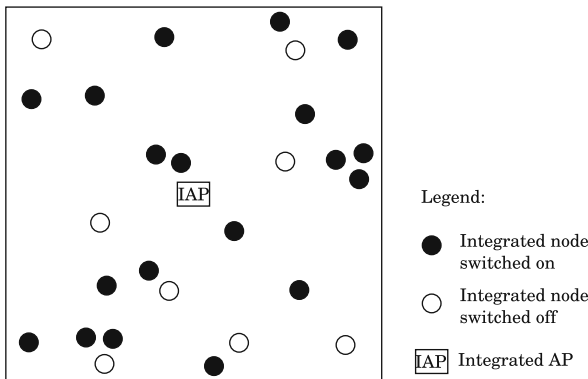 IAP
Legend:
Integrated node
switched on
Integrated node
switched off
IAP Integrated AP